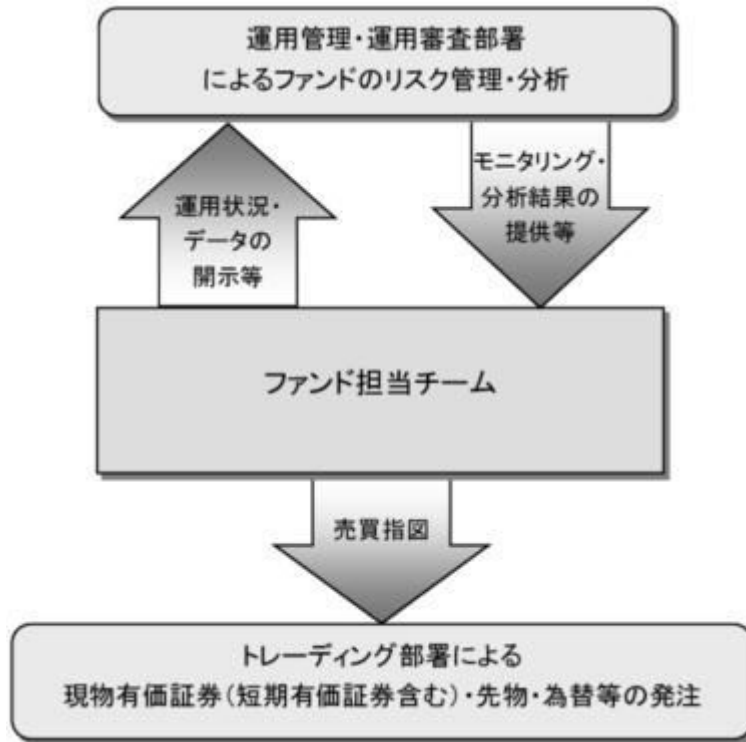 運用管理・運用審査部署
によるファンドのリスク管理・分析
運用状況・
データの
開示等
モニタリング・
分析結果の
提供等
ファンド担当チーム
売買指図
トレーディング部署による
現物有価証券(短期有価証券含む)・先物・為替等の発注